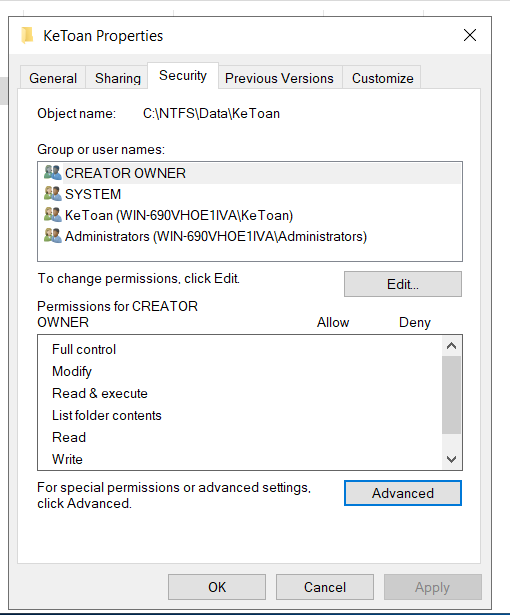 KeToan Properties
General Sharing Security Previous Versions Customize
Object name: C:\NTFS\Data\KeToan
Group or user names:
CREATOR OWNER
SYSTEM
KeToan (WIN-690VHOE1IVA\KeToan)
Administrators (WIN-690VHOE1IVA\Administrators)
To change permissions, click Edit.
Edit...
Permissions for CREATOR
OWNER Allow Deny
Full control
Modify
Read & execute
List folder contents
Read
Write
For special permissions or advanced settings,
click Advanced.
Advanced
OK Cancel Apply